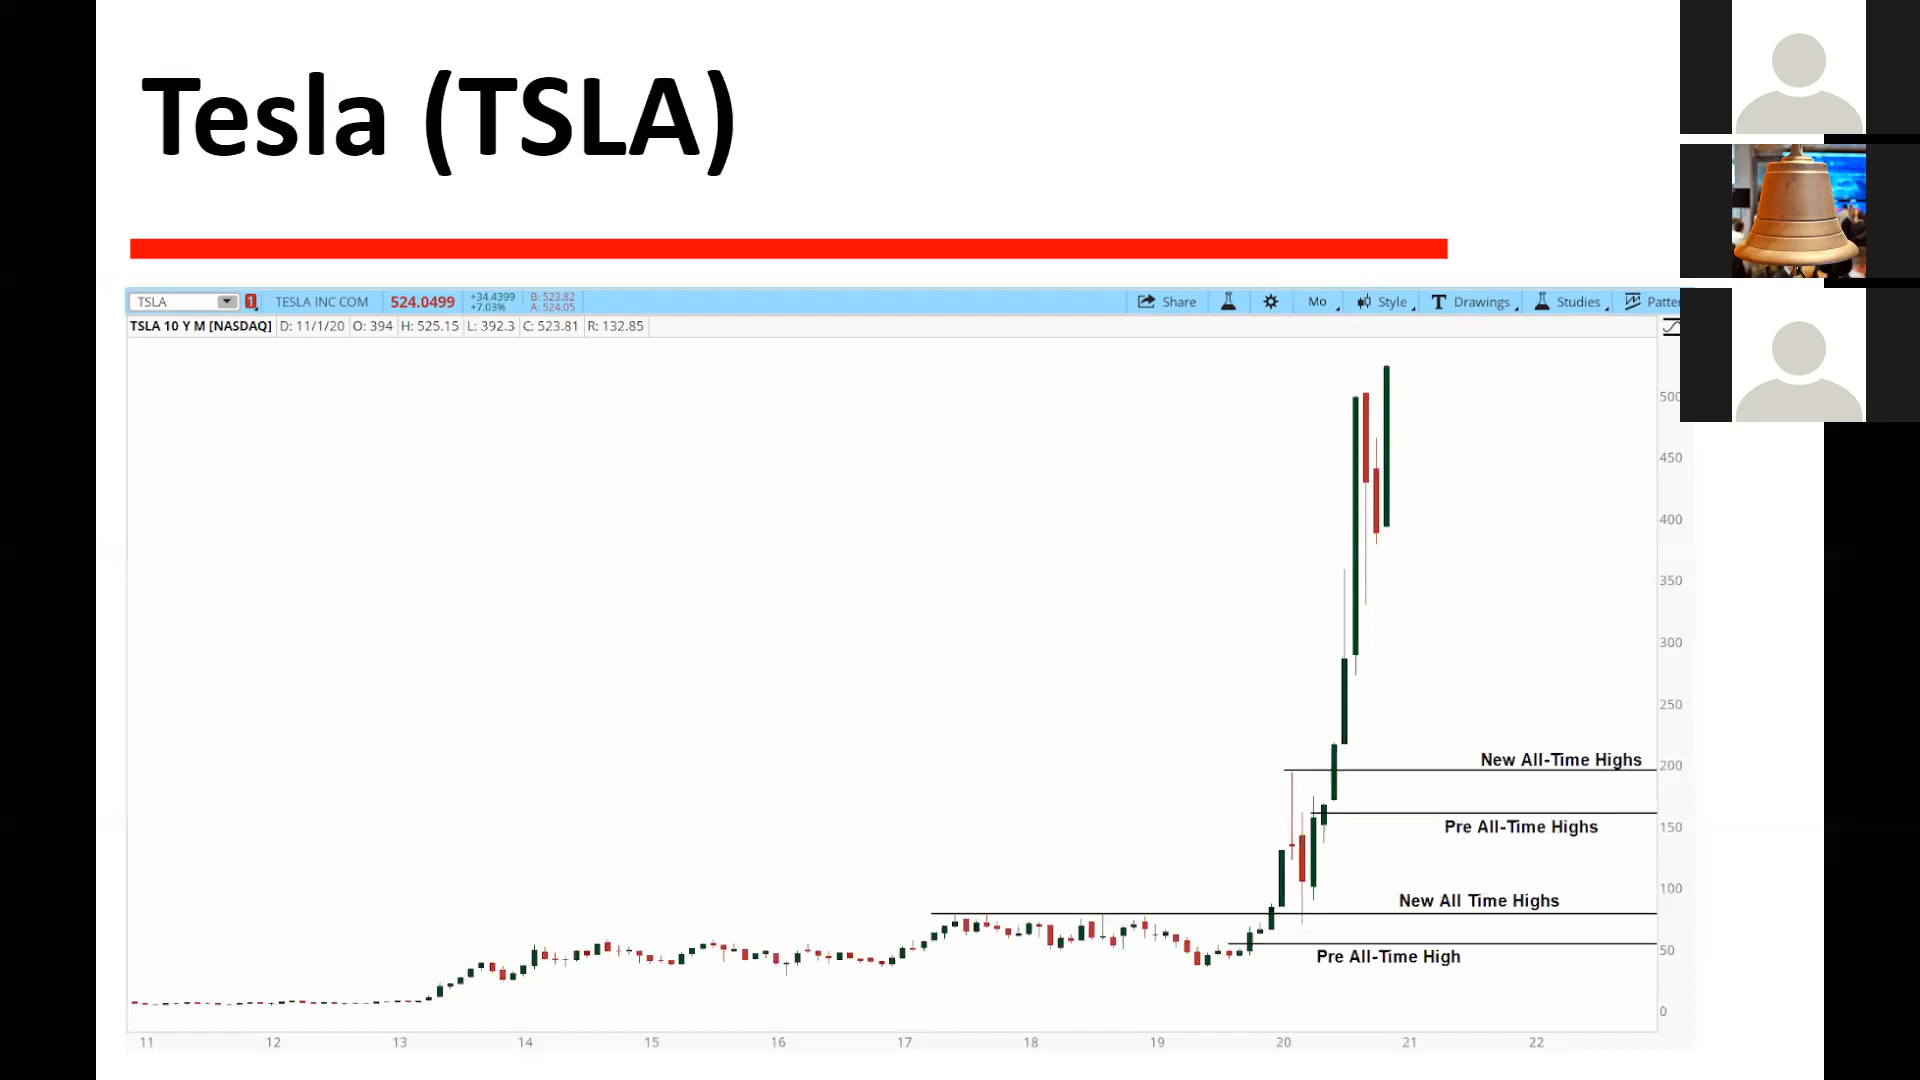 Tesla (TSLA)
TSLA 1 TESLA INC COM 524.0499 +34.4399 +7.03% B: 523.82 A: 524.05 Share Mo Style Drawings Studies
TSLA 10 Y M [NASDAQ] D: 11/1/20 O: 394 H: 525.15 L: 392.3 C: 523.81 R: 132.85
500
450
400
350
300
250
New All-Time Highs 200
Pre All-Time Highs 150
100
New All Time Highs
50
Pre All-Time High
0
11 12 13 14 15 16 17 18 19 20 21 22